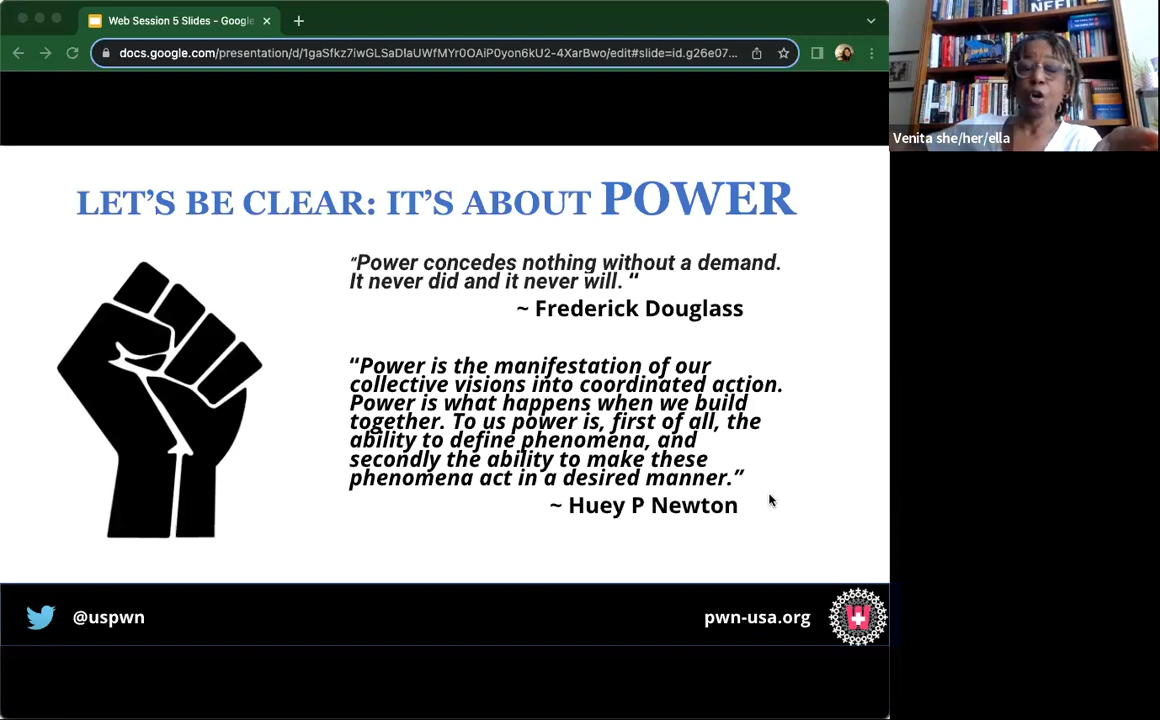 Web Session 5 Slides - Google
docs.google.com/presentation/d/1gaSfkz7iwGLSaDlaUWfMYr0OAiP0yon6kU2-4XarBwo/edit#slide=id.g26e07...
NEFF
Venita she/her/ella
LET'S BE CLEAR: IT'S ABOUT POWER
“Power concedes nothing without a demand.
It never did and it never will. “
~ Frederick Douglass
“Power is the manifestation of our
collective visions into coordinated action.
Power is what happens when we build
together. To us power is, first of all, the
ability to define phenomena, and
secondly the ability to make these
phenomena act in a desired manner.”
~ Huey P Newton
@uspwn
pwn-usa.org